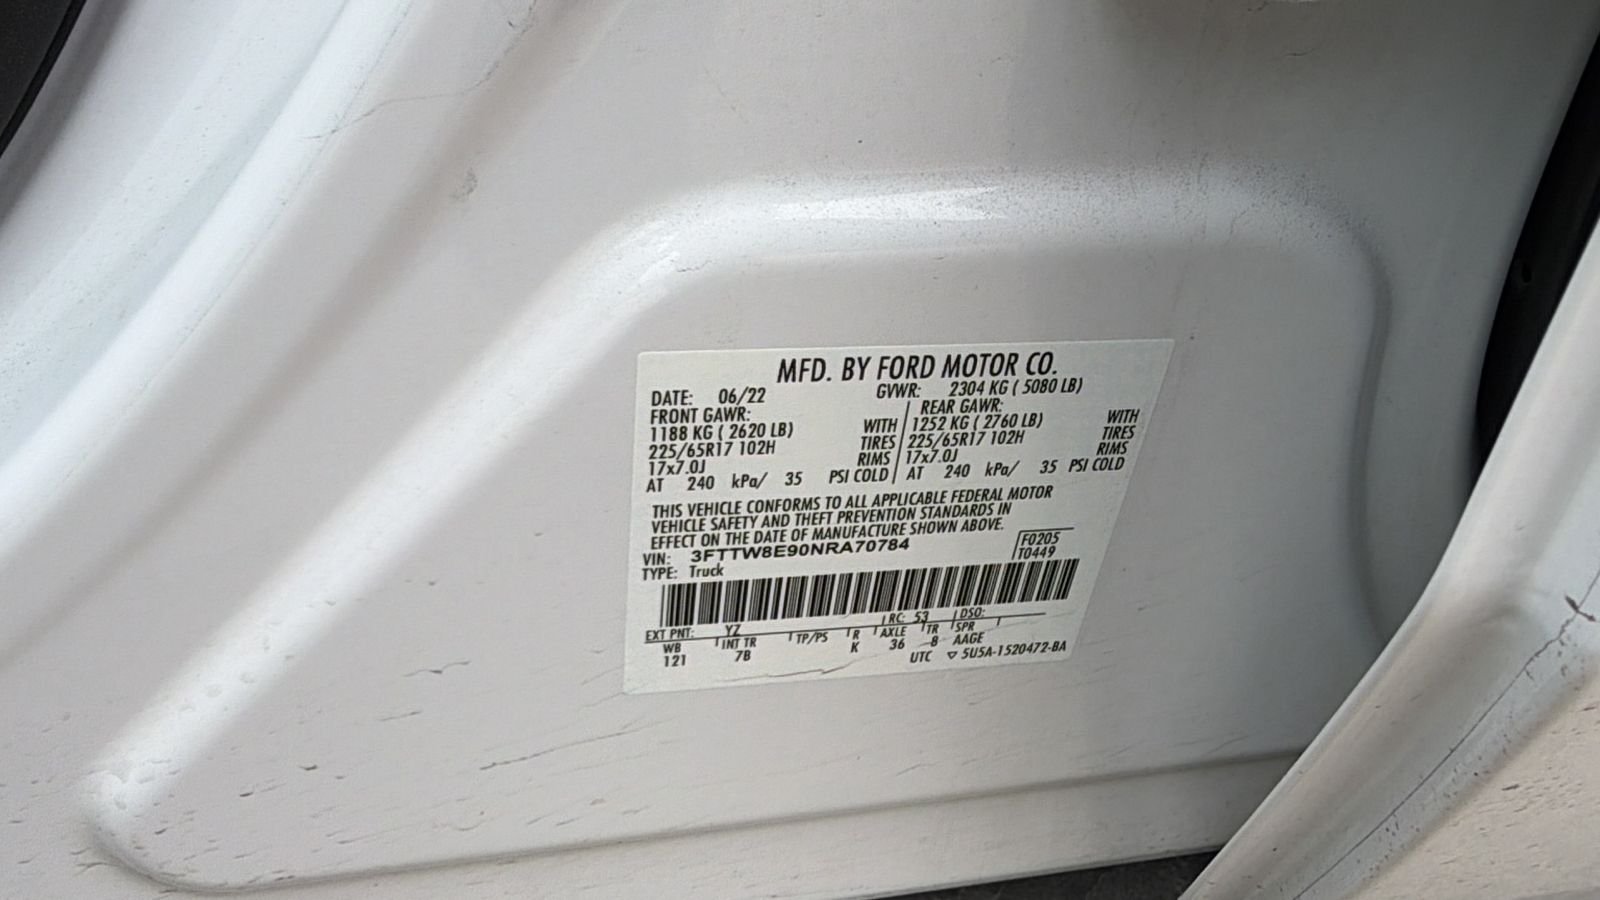 MFD. BY FORD MOTOR CO.
DATE: 06/22 GVWR: 2304 KG ( 5080 LB)
FRONT GAWR: REAR GAWR:
1188 KG ( 2620 LB) WITH 1252 KG ( 2760 LB) WITH
225/65R17 102H TIRES 225/65R17 102H TIRES
17x7.0J RIMS 17x7.0J RIMS
AT 240 kPa/ 35 PSI COLD AT 240 kPa/ 35 PSI COLD
THIS VEHICLE CONFORMS TO ALL APPLICABLE FEDERAL MOTOR
VEHICLE SAFETY AND THEFT PREVENTION STANDARDS IN
EFFECT ON THE DATE OF MANUFACTURE SHOWN ABOVE.
VIN: 3FTTW8E90NRA70784 F0205
TYPE: Truck T0449
EXT PNT: YZ RC: 53 DSO:
WB INT TR TP/PS R AXLE TR SPR
121 7B K 36 8 AAGE
UTC ▽ 5U5A-1520472-BA